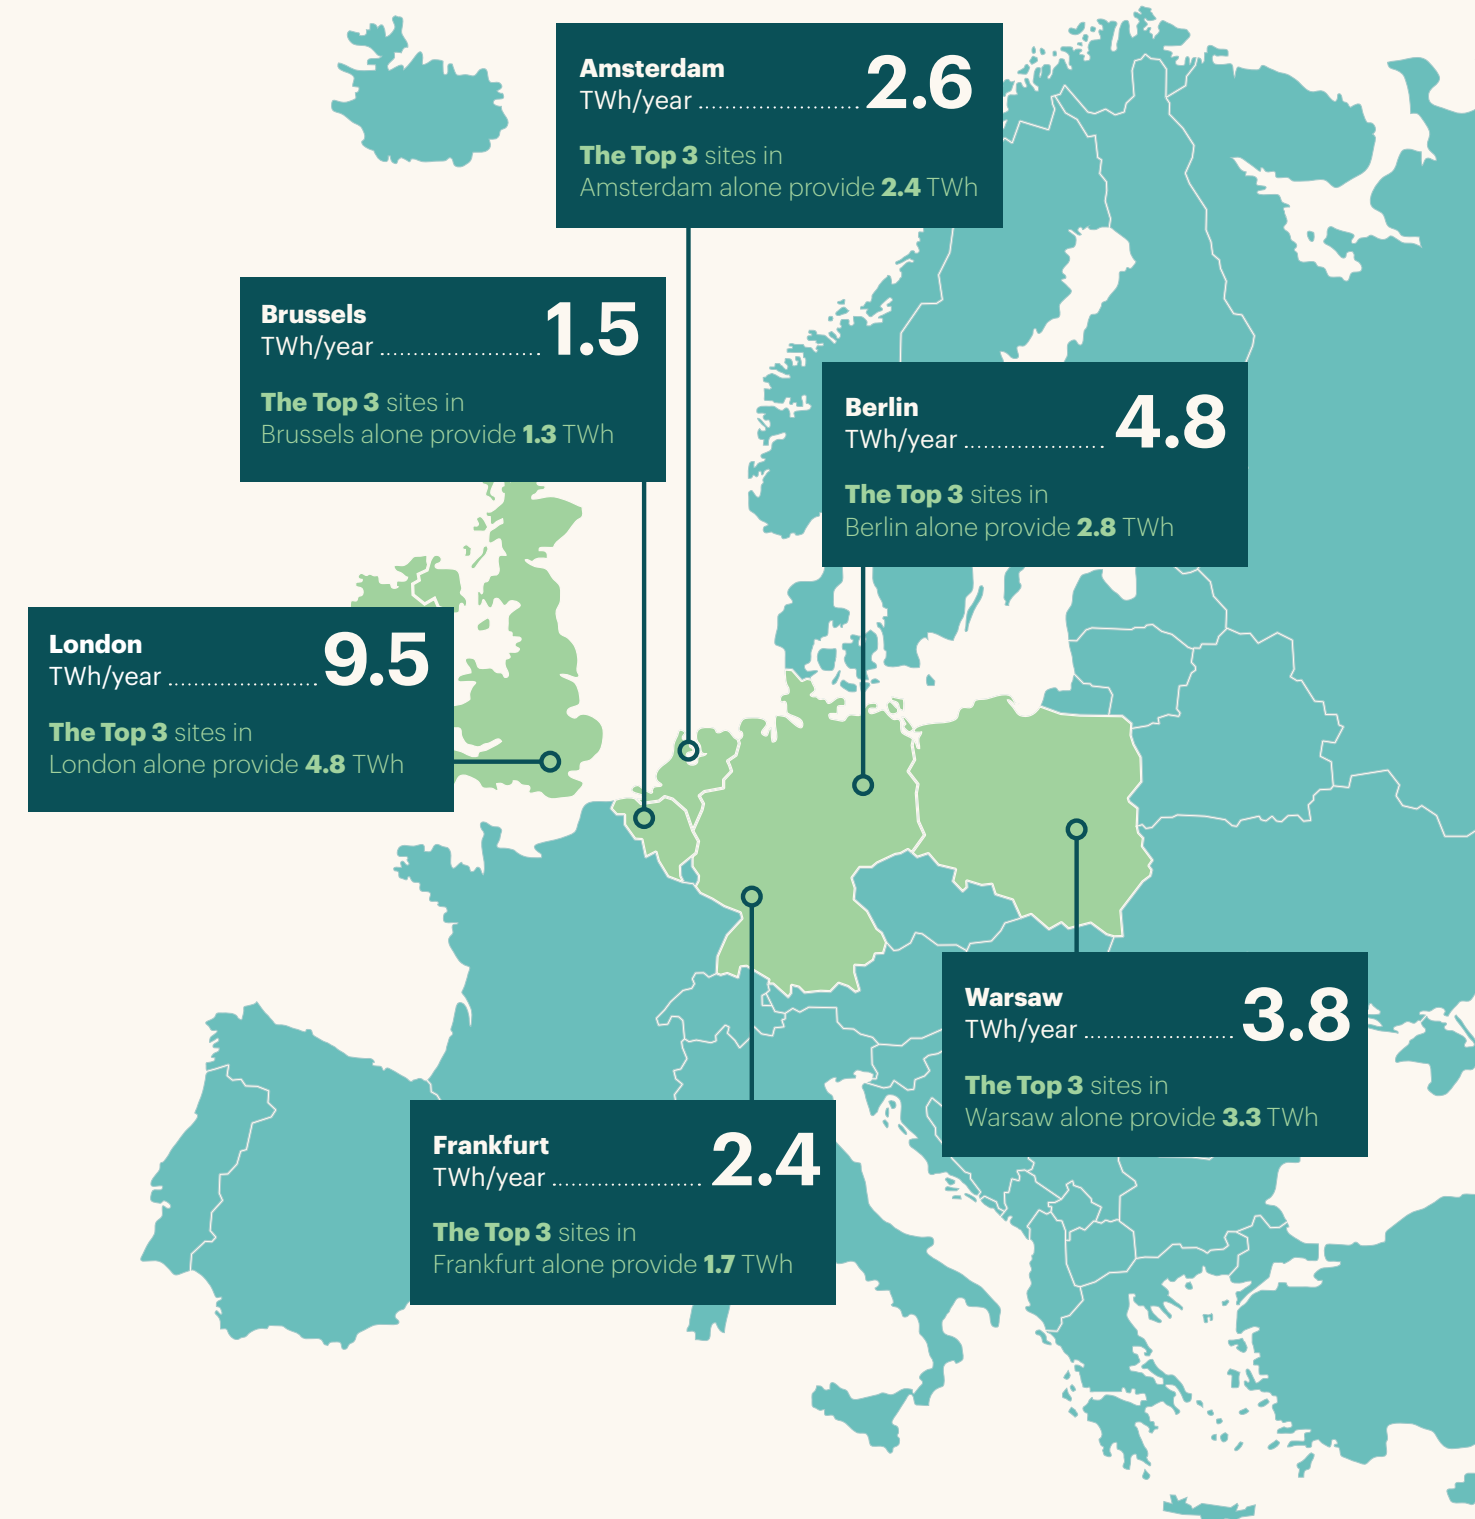 Amsterdam
TWh/year ........................ 2.6
The Top 3 sites in
Amsterdam alone provide 2.4 TWh
Brussels
TWh/year ........................ 1.5
The Top 3 sites in
Brussels alone provide 1.3 TWh
Berlin
TWh/year ..................... 4.8
The Top 3 sites in
Berlin alone provide 2.8 TWh
London
TWh/year ...................... 9.5
The Top 3 sites in
London alone provide 4.8 TWh
Warsaw
TWh/year ...................... 3.8
The Top 3 sites in
Warsaw alone provide 3.3 TWh
Frankfurt
TWh/year ...................... 2.4
The Top 3 sites in
Frankfurt alone provide 1.7 TWh